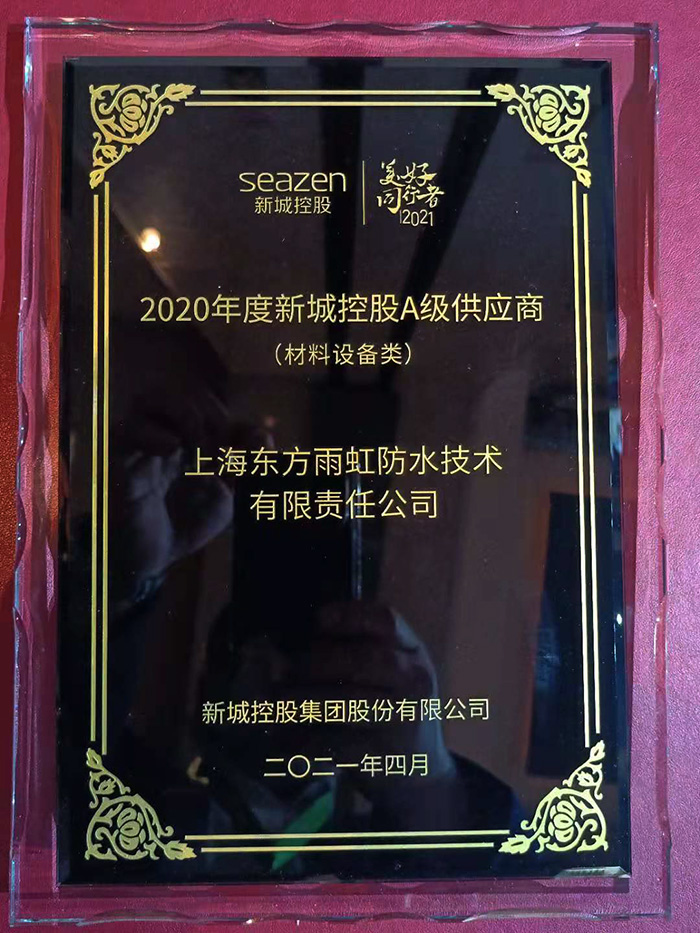 seazen
新城控股
美好
同行者
2021
2020年度新城控股A级供应商
（材料设备类）
上海东方雨虹防水技术
有限责任公司
新城控股集团股份有限公司
二〇二一年四月